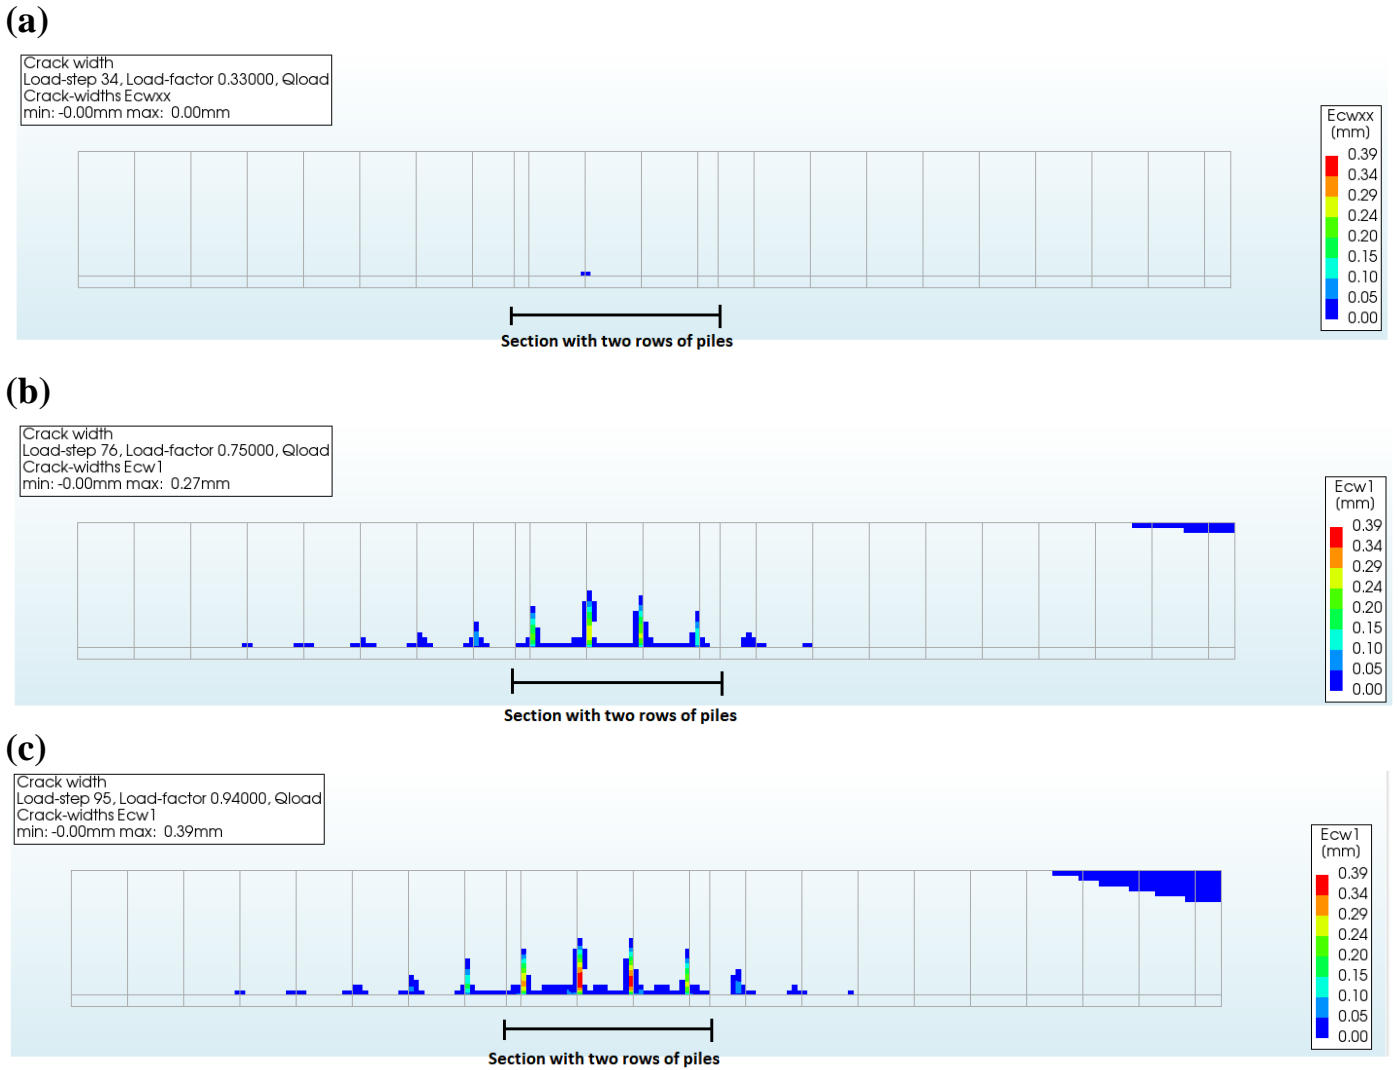 (a)
Crack width
Load-step 34, Load-factor 0.33000, Qload
Crack-widths Ecwxx
min: -0.00mm max: 0.00mm
Ecwxx
(mm)
0.39
0.34
0.29
0.24
0.20
0.15
0.10
0.05
0.00
Section with two rows of piles
(b)
Crack width
Load-step 76, Load-factor 0.75000, Qload
Crack-widths Ecw1
min: -0.00mm max: 0.27mm
Ecw1
(mm)
0.39
0.34
0.29
0.24
0.20
0.15
0.10
0.05
0.00
Section with two rows of piles
(c)
Crack width
Load-step 95, Load-factor 0.94000, Qload
Crack-widths Ecw1
min: -0.00mm max: 0.39mm
Ecw1
(mm)
0.39
0.34
0.29
0.24
0.20
0.15
0.10
0.05
0.00
Section with two rows of piles